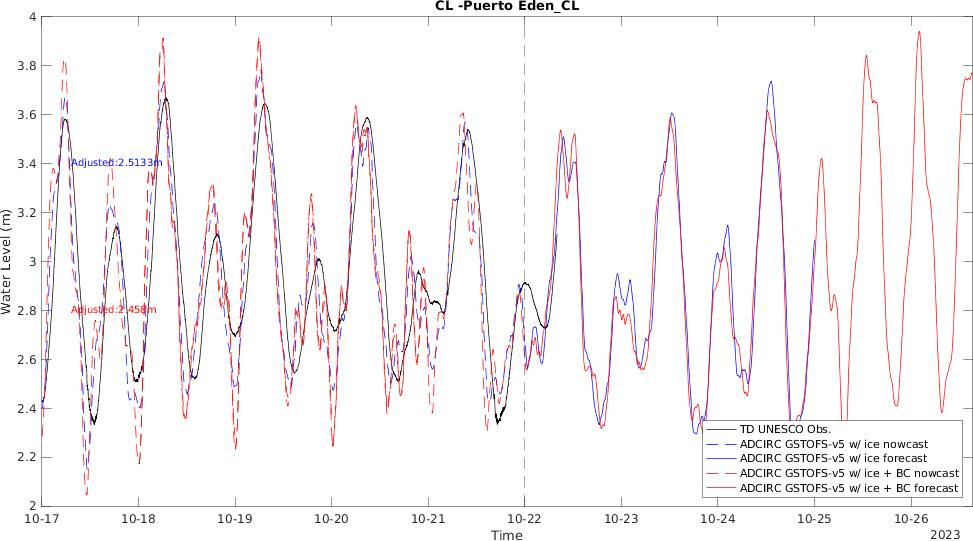 CL -Puerto Eden_CL
4
3.8
3.6
3.4
3.2
3
2.8
2.6
2.4
2.2
2
Water Level (m)
Adjusted:2.5133m
Adjusted:2.458m
TD UNESCO Obs.
ADCIRC GSTOFS-v5 w/ ice nowcast
ADCIRC GSTOFS-v5 w/ ice forecast
ADCIRC GSTOFS-v5 w/ ice + BC nowcast
ADCIRC GSTOFS-v5 w/ ice + BC forecast
10-17 10-18 10-19 10-20 10-21 10-22 10-23 10-24 10-25 10-26
Time
2023